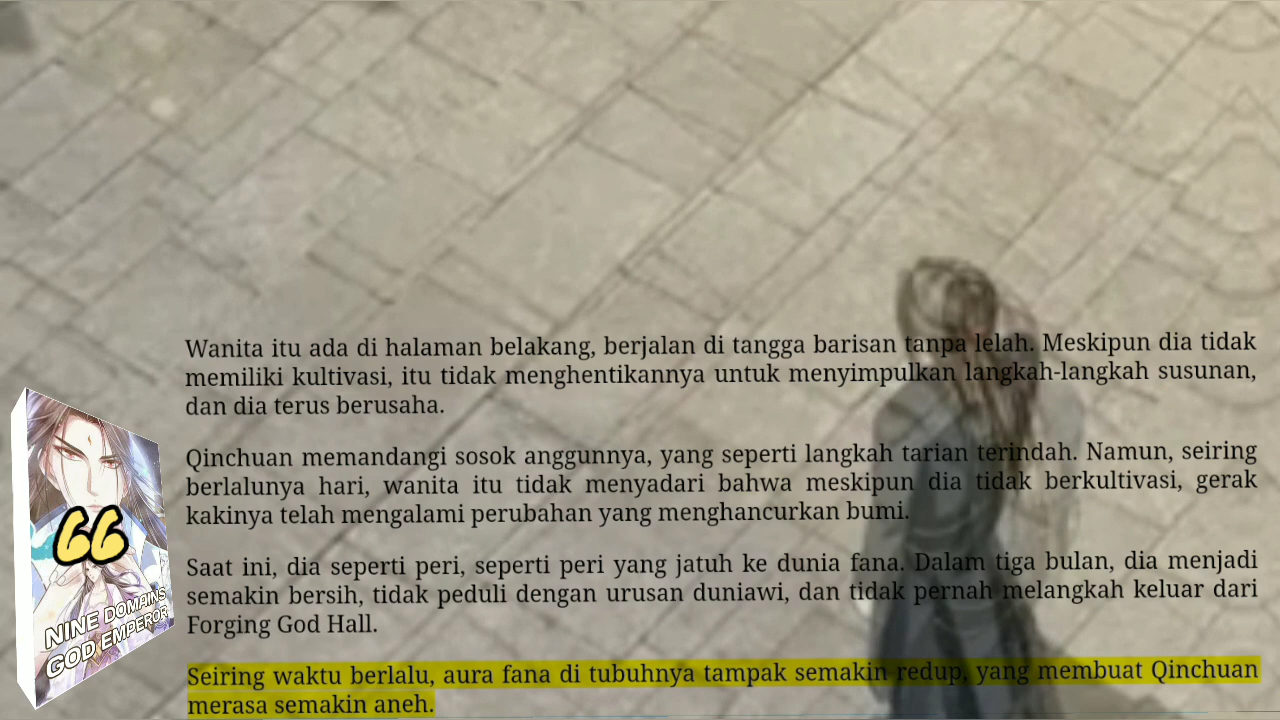 Wanita itu ada di halaman belakang, berjalan di tangga barisan tanpa lelah. Meskipun dia tidak
memiliki kultivasi, itu tidak menghentikannya untuk menyimpulkan langkah-langkah susunan,
dan dia terus berusaha.
Qinchuan memandangi sosok anggunnya, yang seperti langkah tarian terindah. Namun, seiring
berlalunya hari, wanita itu tidak menyadari bahwa meskipun dia tidak berkultivasi, gerak
kakinya telah mengalami perubahan yang menghancurkan bumi.
Saat ini, dia seperti peri, seperti peri yang jatuh ke dunia fana. Dalam tiga bulan, dia menjadi
semakin bersih, tidak peduli dengan urusan duniawi, dan tidak pernah melangkah keluar dari
Forging God Hall.
Seiring waktu berlalu, aura fana di tubuhnya tampak semakin redup, yang membuat Qinchuan
merasa semakin aneh.
66
NINE DOMAINS
GOD EMPEROR